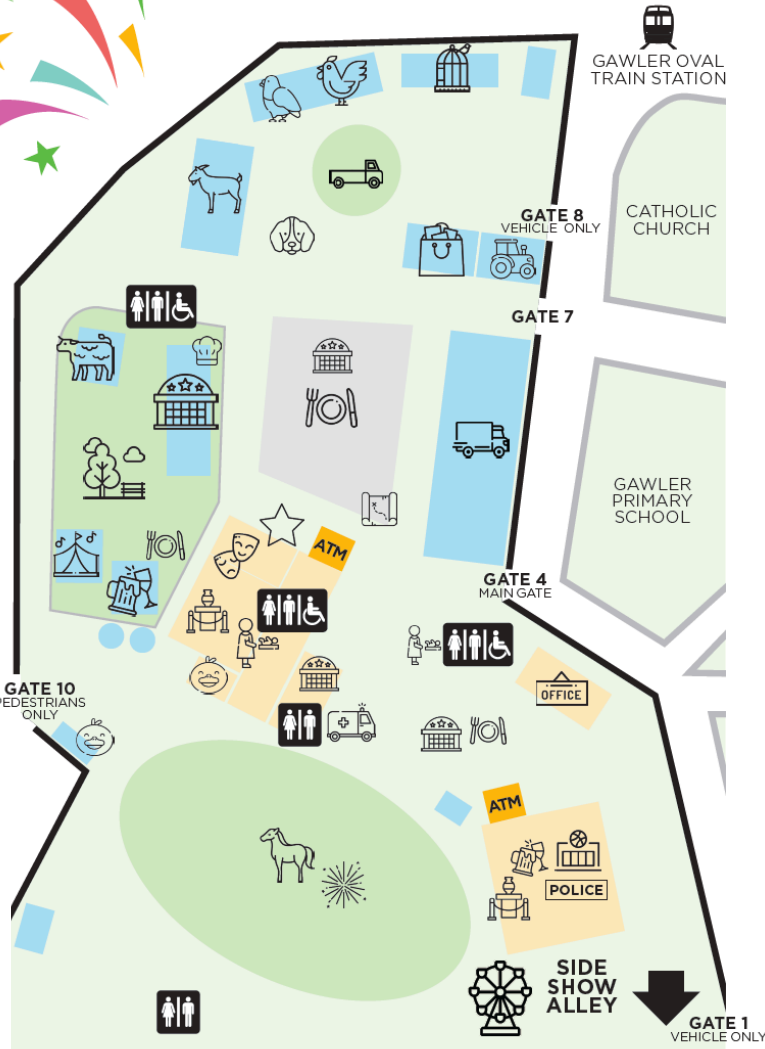 GAWLER OVAL
TRAIN STATION
CATHOLIC
CHURCH
GATE 8
VEHICLE ONLY
GATE 7
GAWLER
PRIMARY
SCHOOL
ATM
GATE 4
MAIN GATE
OFFICE
GATE 10
PEDESTRIANS
ONLY
ATM
POLICE
SIDE
SHOW
ALLEY
GATE 1
VEHICLE ONLY